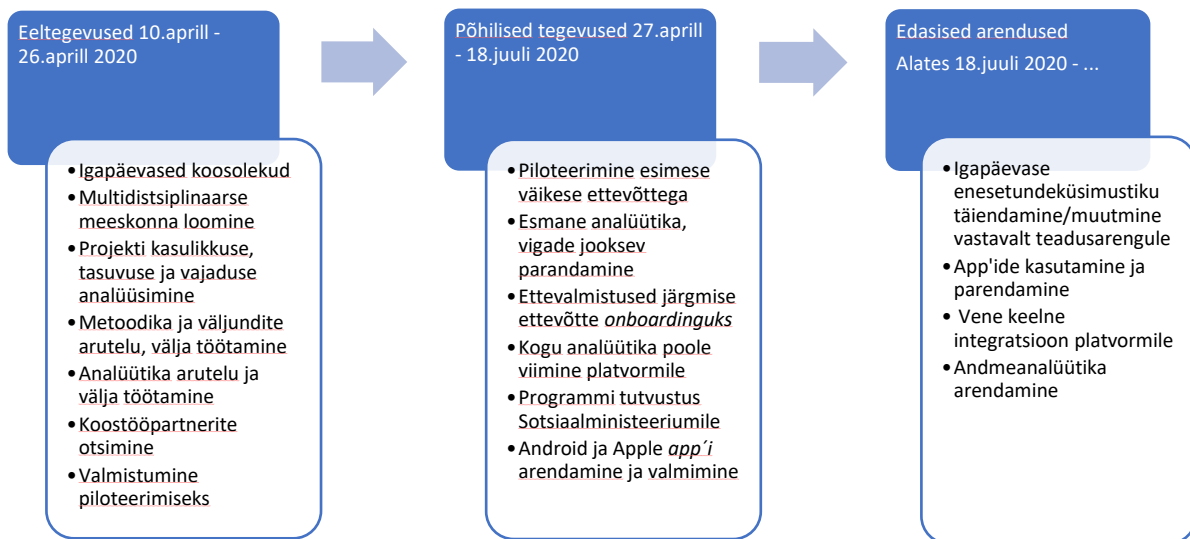 Eeltegevused 10.aprill -
26.aprill 2020
•Igapäevased koosolekud
•Multidistsiplinaarse
meeskonna loomine
•Projekti kasulikkuse,
tasuvuse ja vajaduse
analüüsimine
•Metoodika ja väljundite
arutelu, välja töötamine
•Analüütika arutelu ja
välja töötamine
•Koostööpartnerite
otsimine
•Valmistumine
piloteerimiseks
Põhilised tegevused 27.aprill
- 18.juuli 2020
•Piloteerimine esimese
väikese ettevõttega
•Esmane analüütika,
vigade jooksev
parandamine
•Ettevalmistused järgmise
ettevõtte onboardinguks
•Kogu analüütika poole
viimine platvormile
•Programmi tutvustus
Sotsiaalministeeriumile
•Android ja Apple app´i
arendamine ja valmimine
Edasised arendused
Alates 18.juuli 2020 - ...
•Igapäevase
enesetundeküsimustiku
täiendamine/muutmine
vastavalt teadusarengule
•App'ide kasutamine ja
parendamine
• Vene keelne
integratsioon platvormile
•Andmeanalüütika
arendamine